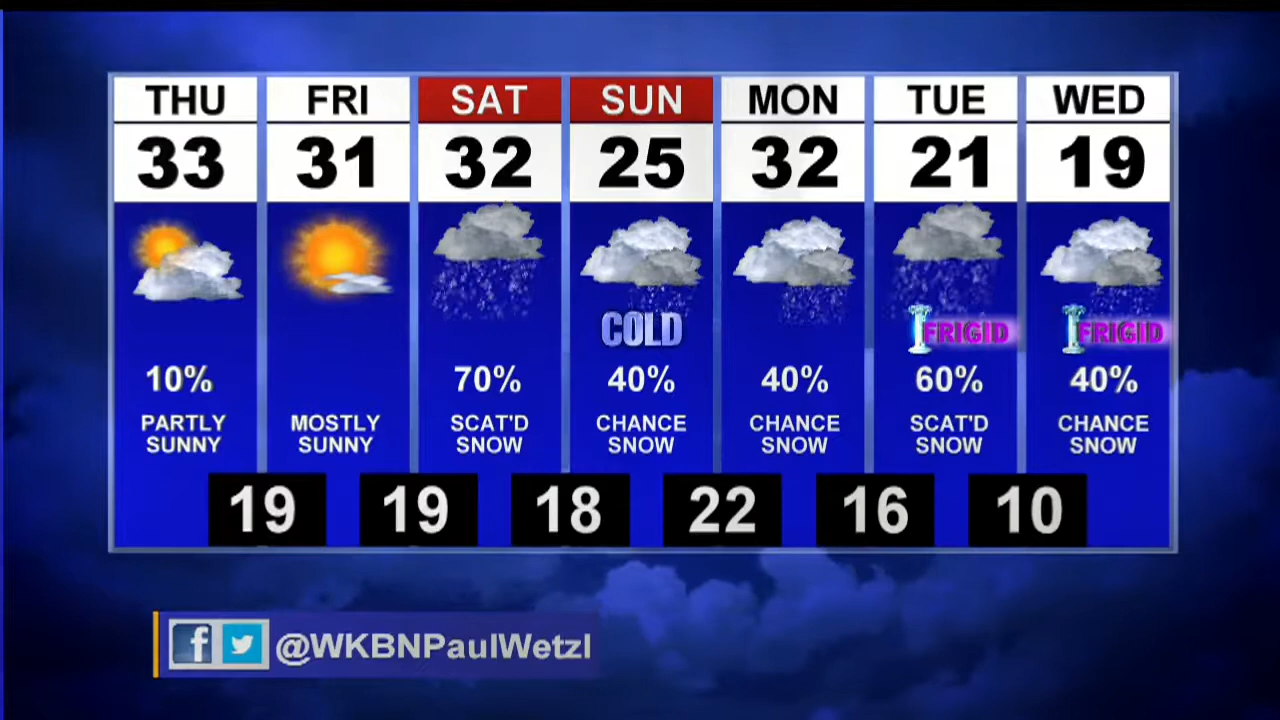 THU FRI SAT SUN MON TUE WED
33 31 32 25 32 21 19
COLD FRIGID FRIGID
10% 70% 40% 40% 60% 40%
PARTLY MOSTLY SCAT'D CHANCE CHANCE SCAT'D CHANCE
SUNNY SUNNY SNOW SNOW SNOW SNOW SNOW
19 19 18 22 16 10
f @WKBNPaulWetzl